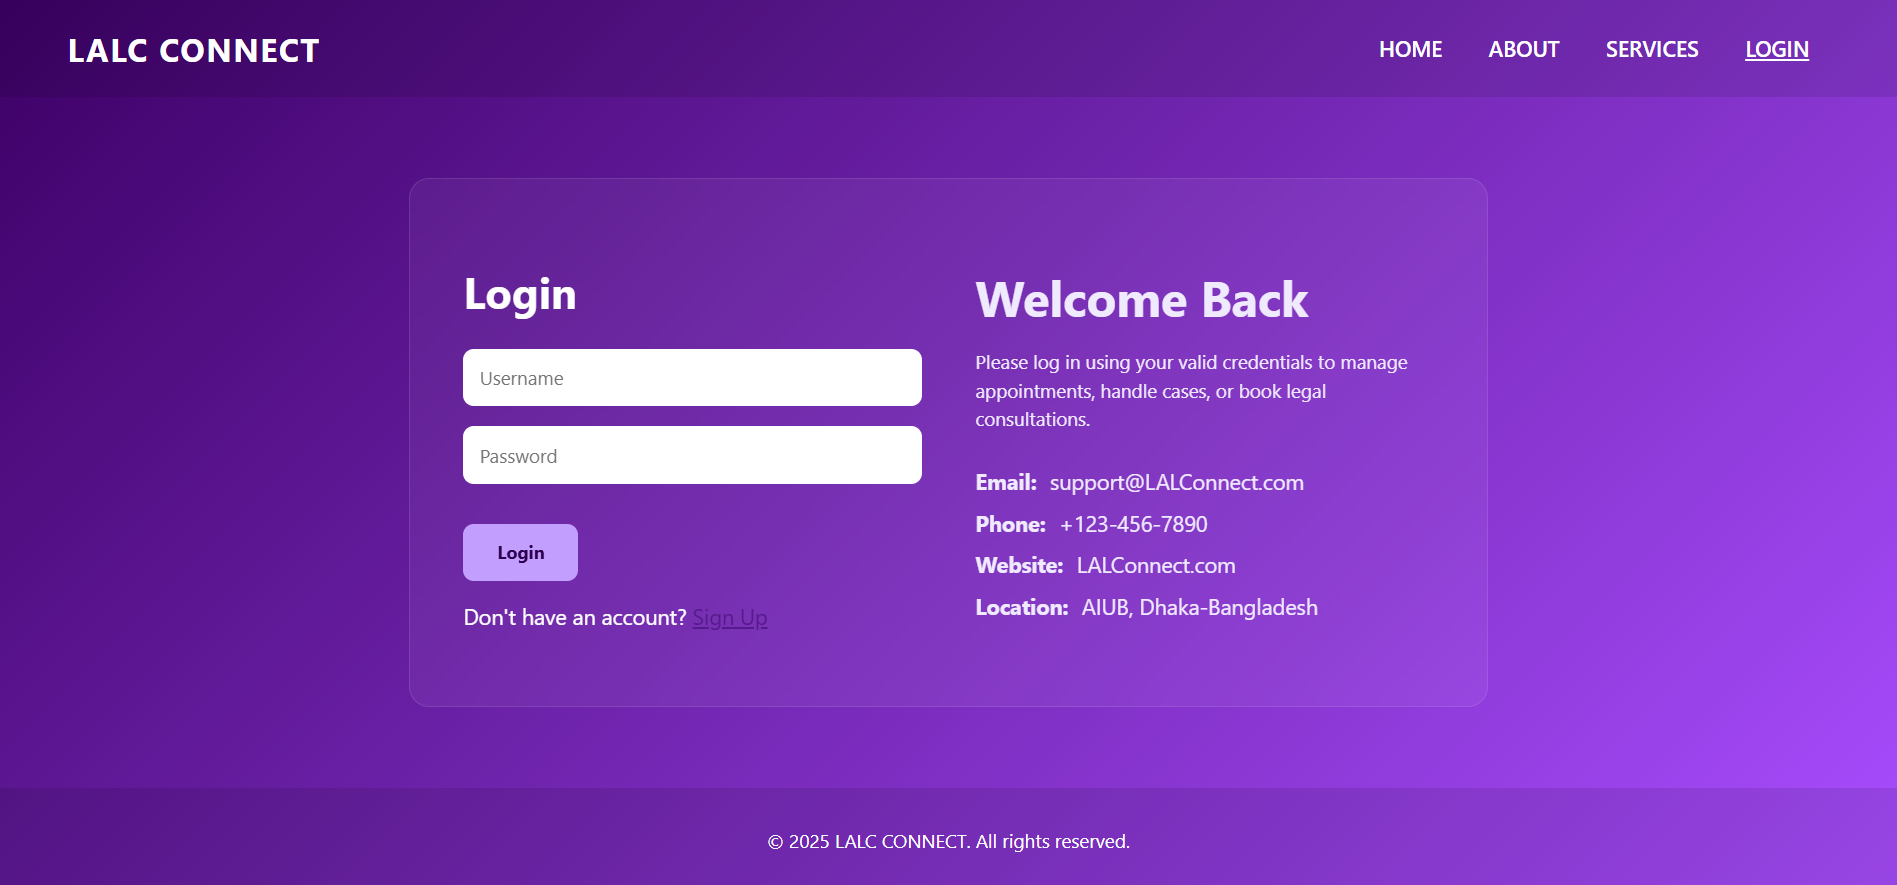 LALC CONNECT
HOME ABOUT SERVICES LOGIN
Login
Username
Password
Login
Don't have an account? Sign Up
Welcome Back
Please log in using your valid credentials to manage
appointments, handle cases, or book legal
consultations.
Email: support@LALConnect.com
Phone: +123-456-7890
Website: LALConnect.com
Location: AIUB, Dhaka-Bangladesh
© 2025 LALC CONNECT. All rights reserved.